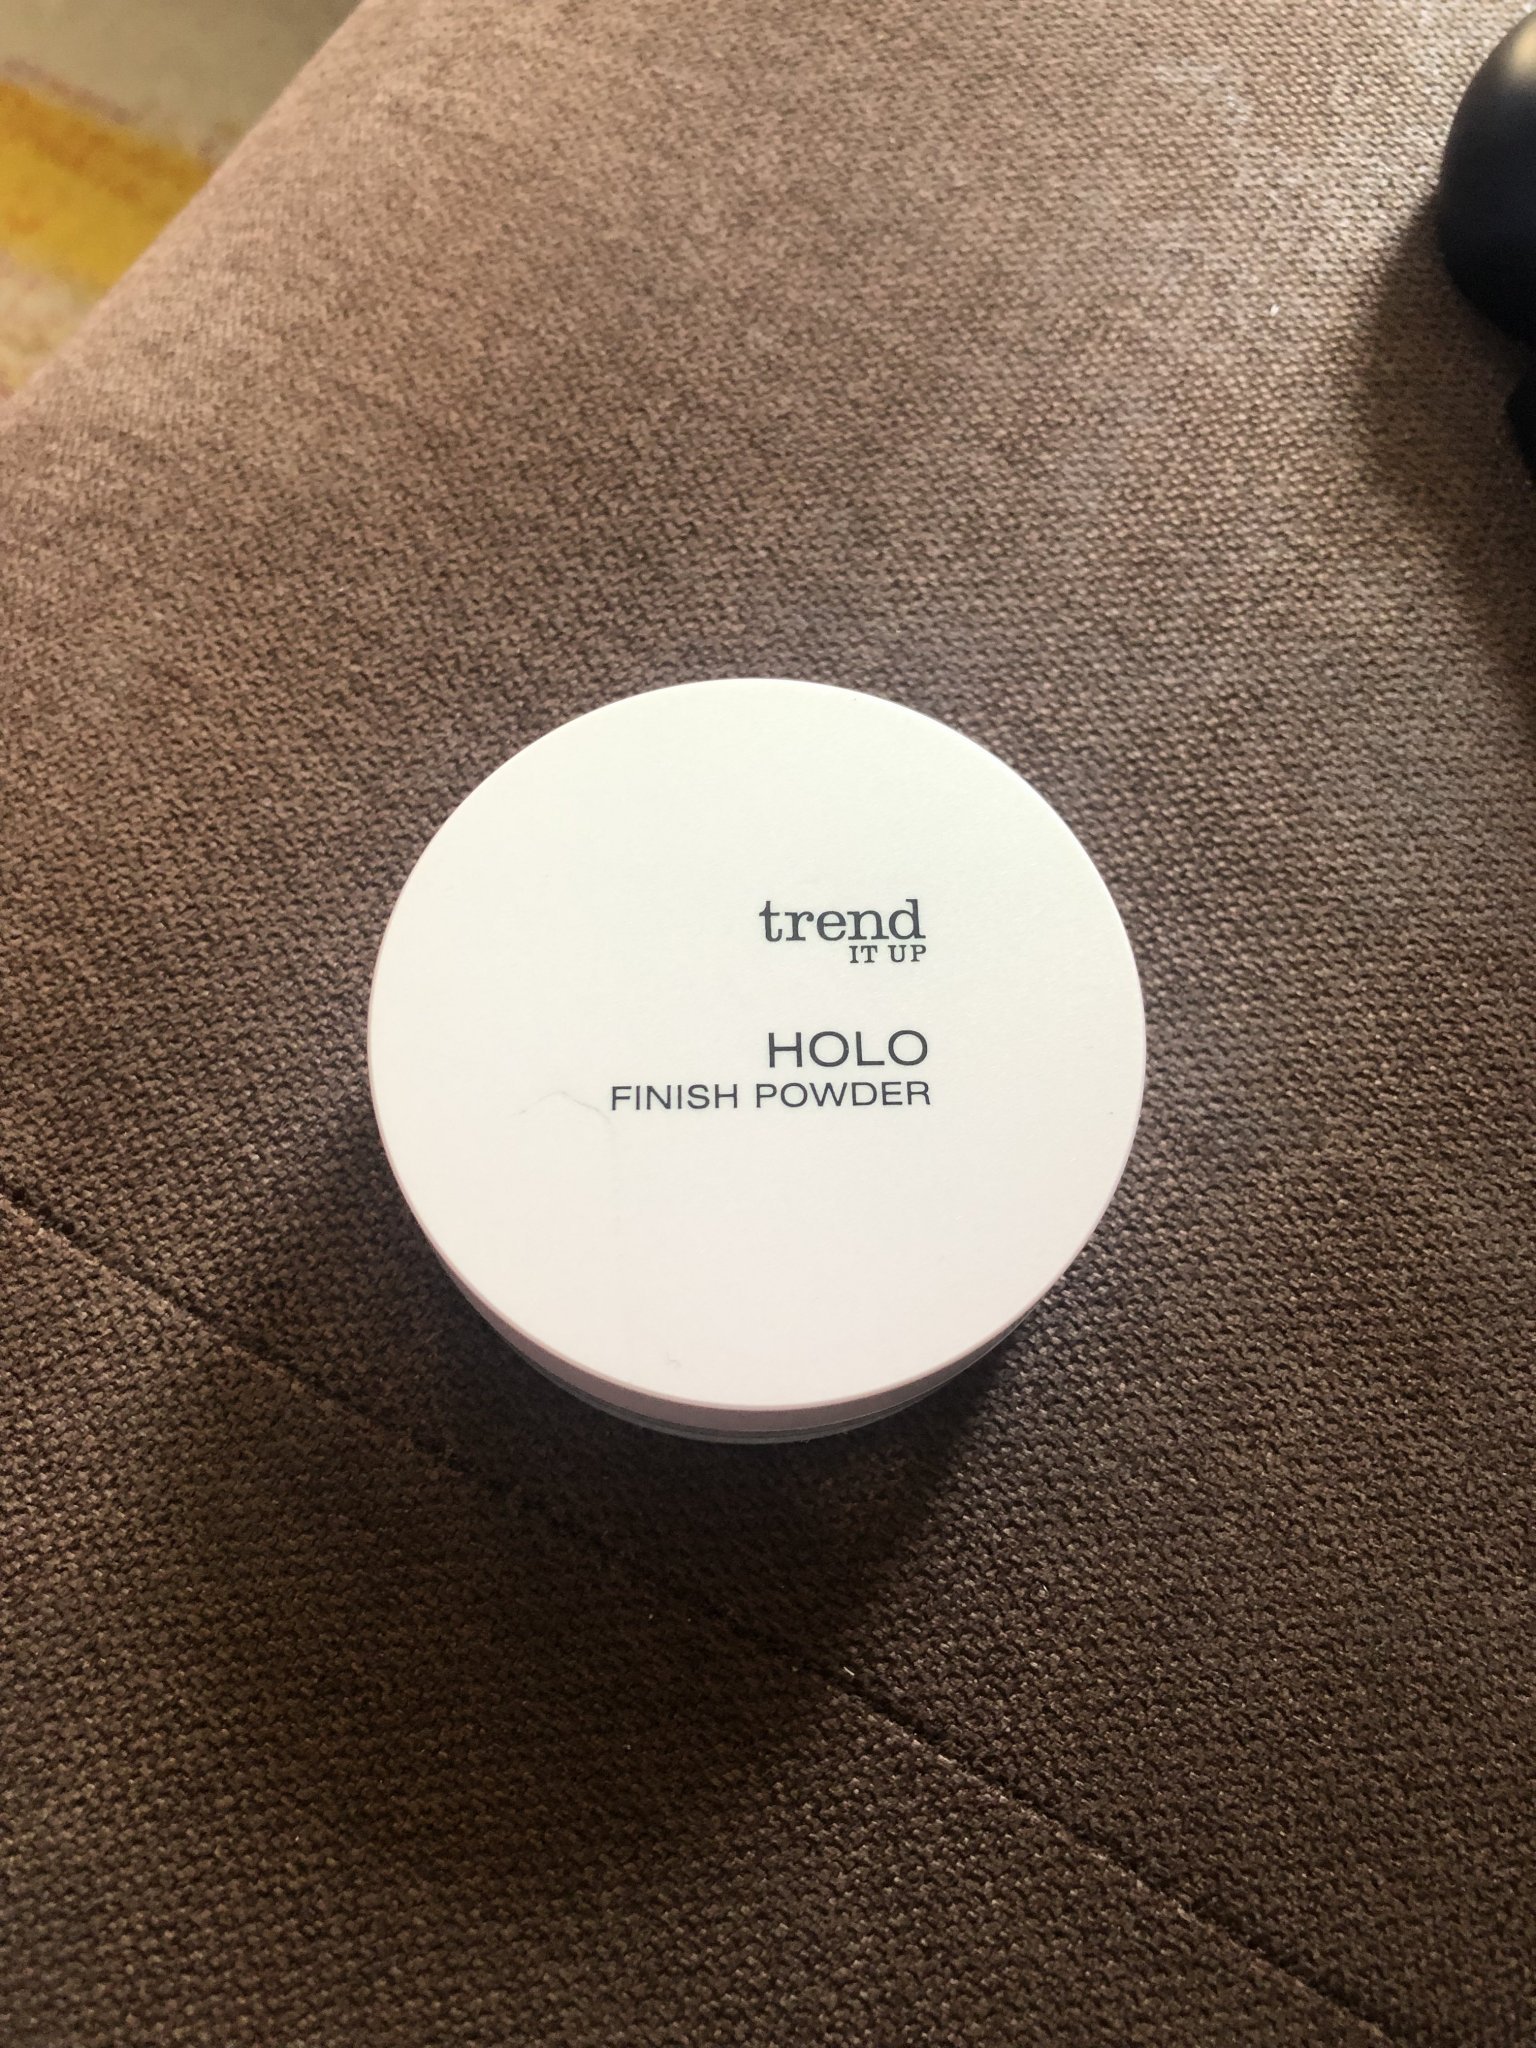 trend
IT UP
HOLO
FINISH POWDER